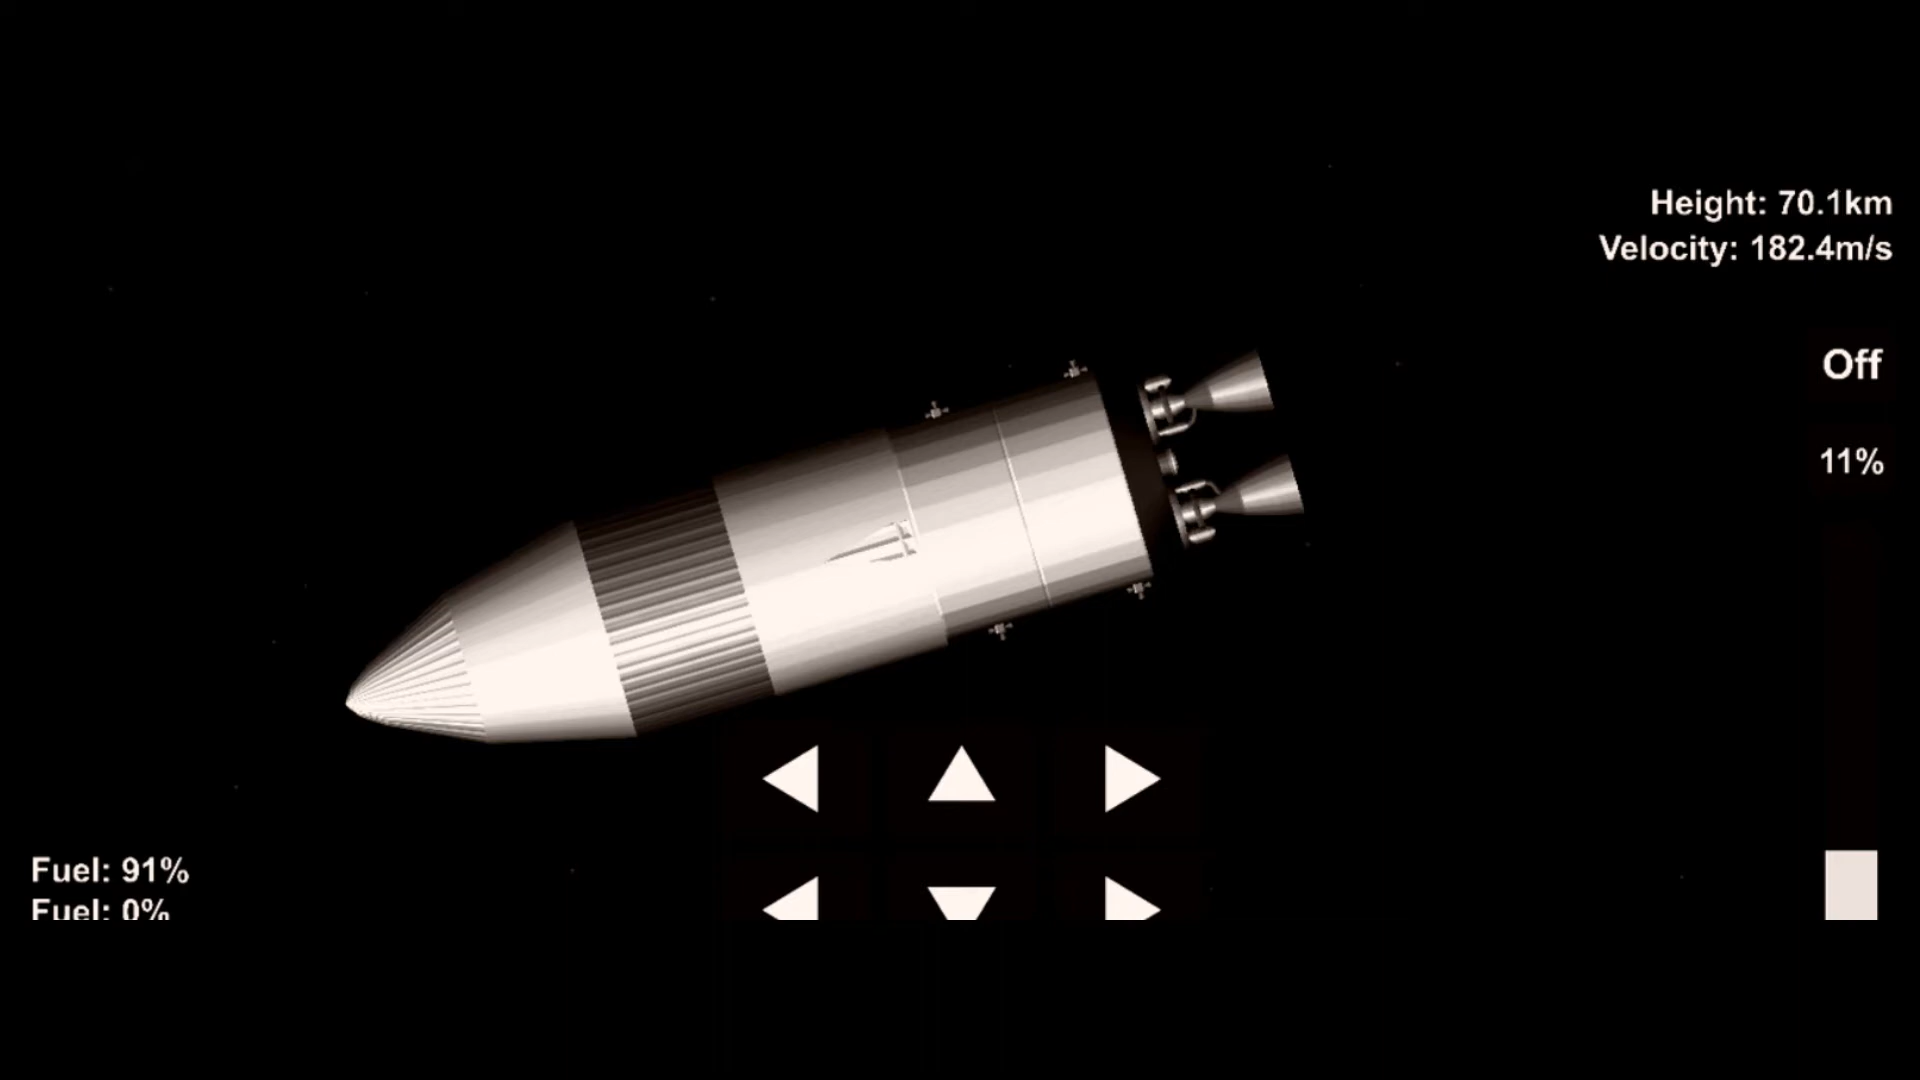 Height: 70.1km
Velocity: 182.4m/s
Off
11%
Fuel: 91%
Fuel: 0%